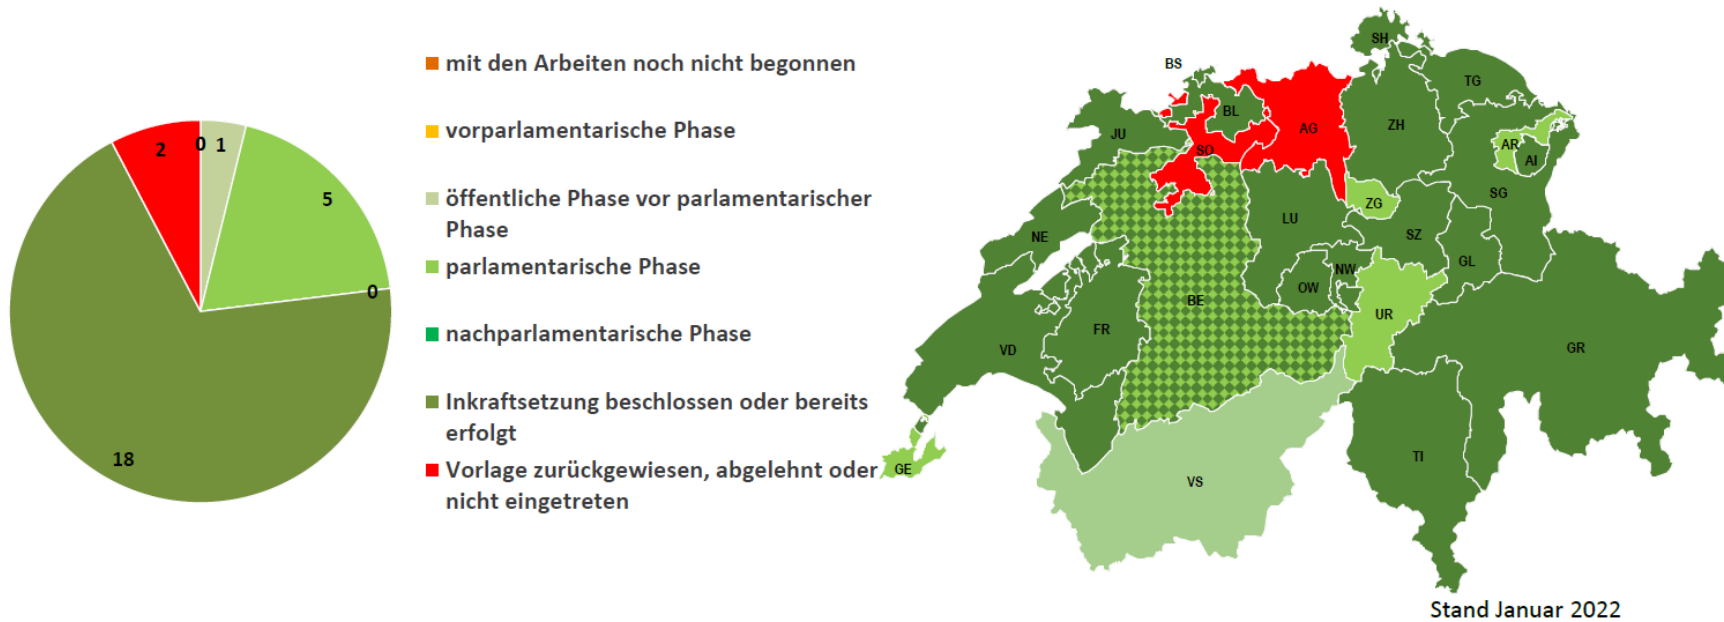 2
0
1
5
0
18
mit den Arbeiten noch nicht begonnen
vorparlamentarische Phase
öffentliche Phase vor parlamentarischer
Phase
parlamentarische Phase
nachparlamentarische Phase
Inkraftsetzung beschlossen oder bereits
erfolgt
Vorlage zurückgewiesen, abgelehnt oder
nicht eingetreten
SH
BS
TG
BL
JU
AG
ZH
SO
AR
AI
ZG
SG
LU
NE
SZ
NW
GL
OW
BE
UR
FR
VD
GR
TI
GE
VS
Stand Januar 2022